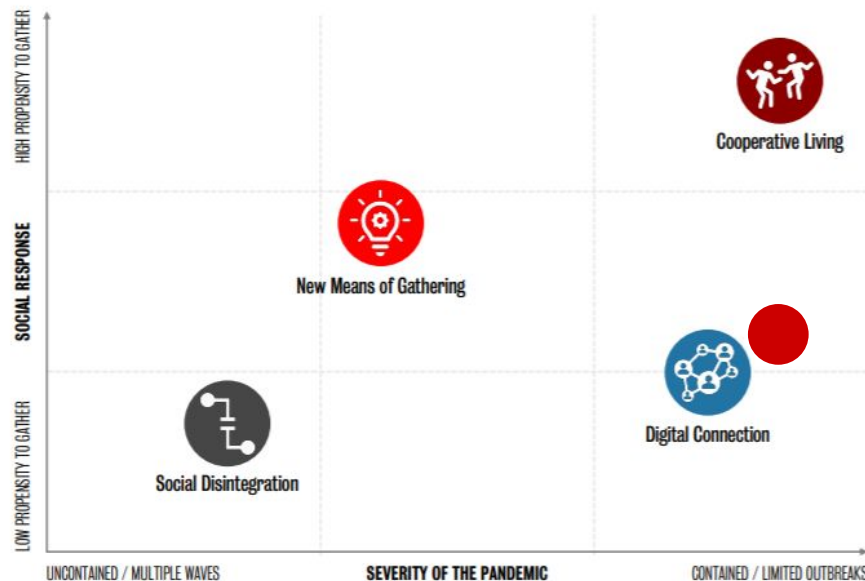 HIGH PROPENSITY TO GATHER
SOCIAL RESPONSE
LOW PROPENSITY TO GATHER
Cooperative Living
New Means of Gathering
Digital Connection
Social Disintegration
UNCONTAINED / MULTIPLE WAVES
SEVERITY OF THE PANDEMIC
CONTAINED / LIMITED OUTBREAKS